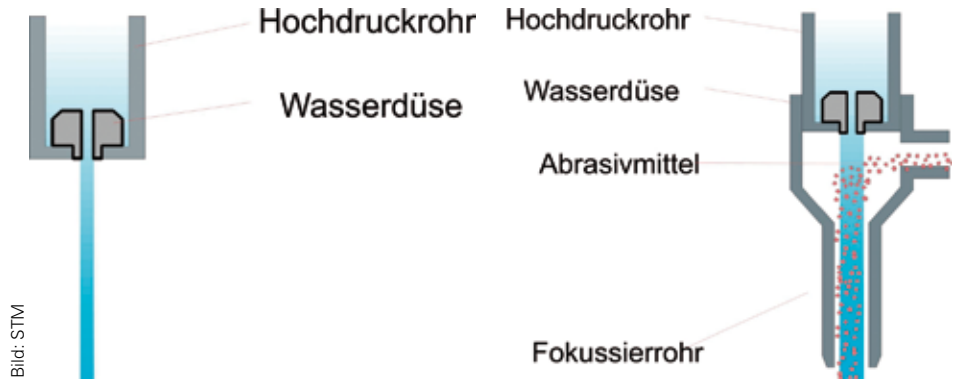 Hochdruckrohr
Wasserdüse
Bild: STM
Hochdruckrohr
Wasserdüse
Abrasivmittel
Fokussierrohr